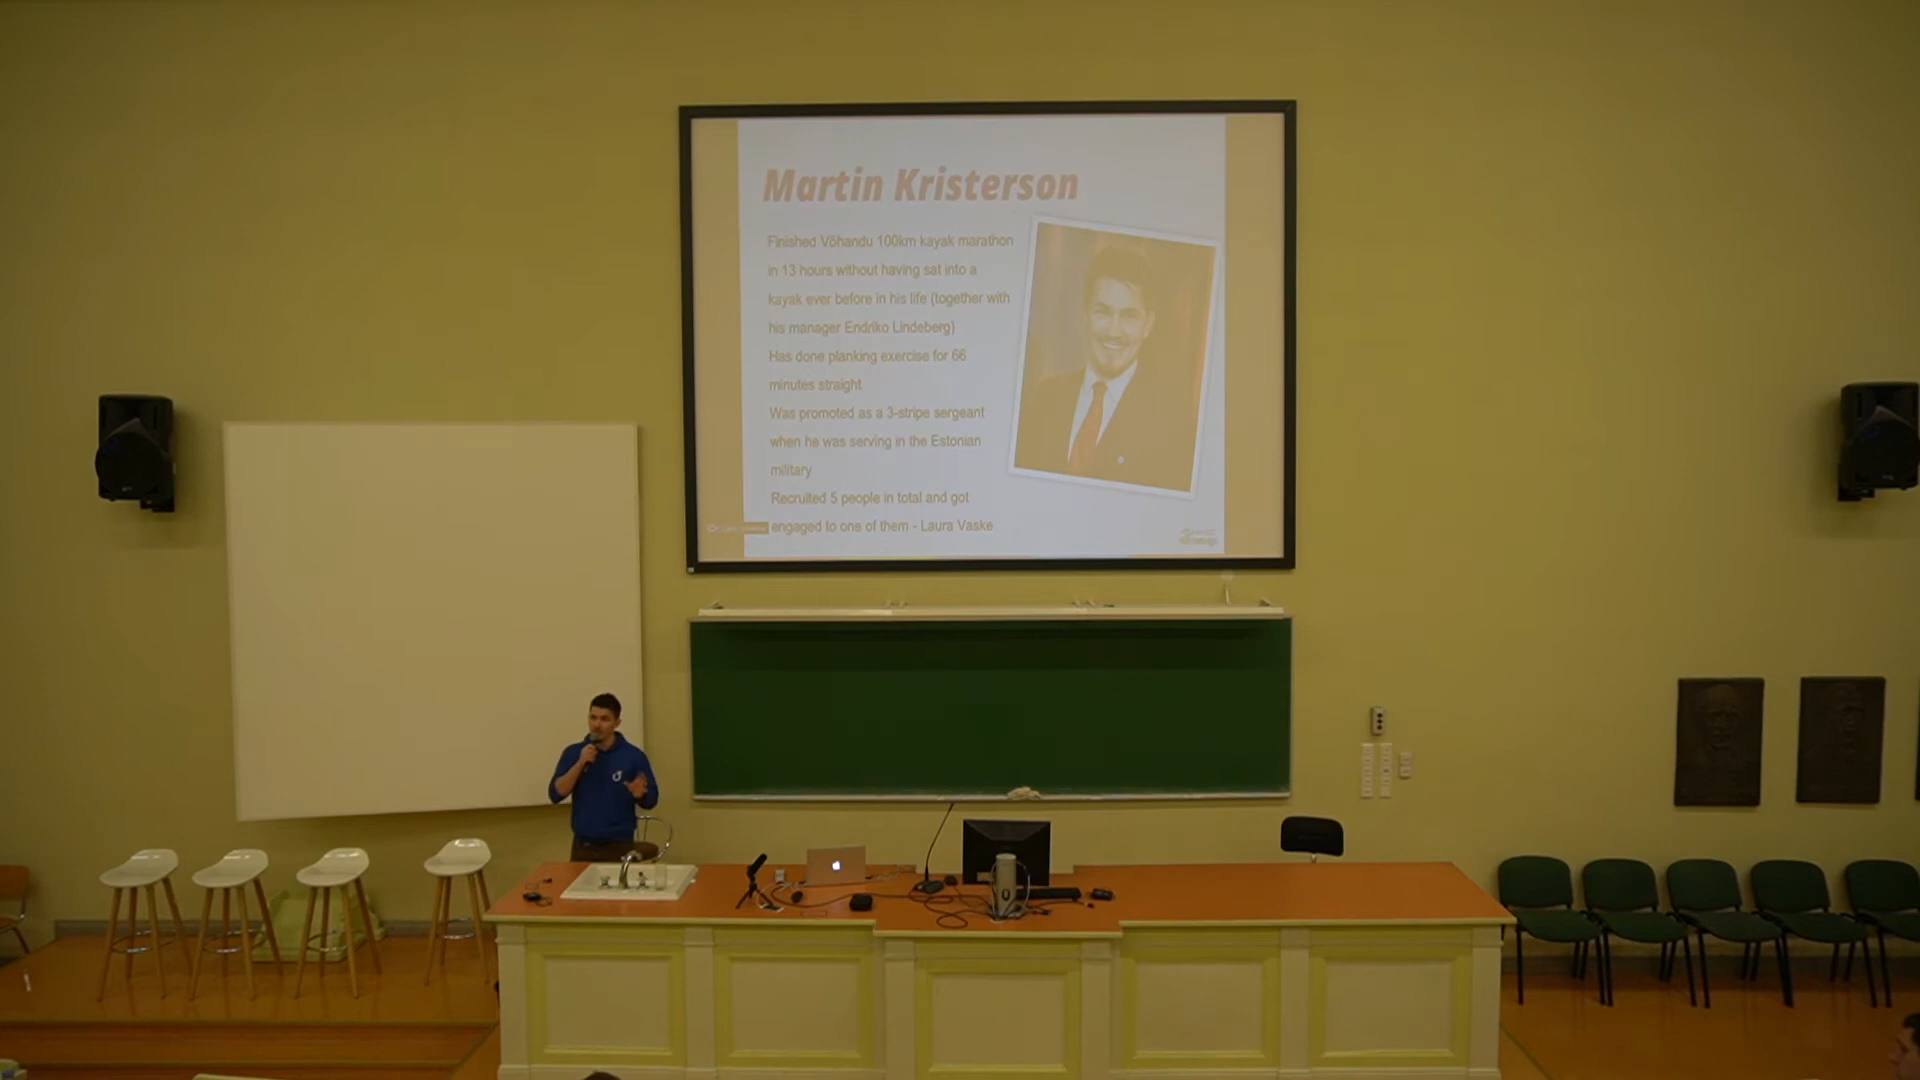 Martin Kristerson
Finished Võhandu 100km kayak marathon
in 13 hours without having sat into a
kayak ever before in his life (together with
his manager Endriko Lindeberg)
Has done planking exercise for 66
minutes straight
Was promoted as a 3-stripe sergeant
when he was serving in the Estonian
military
Recruited 5 people in total and got
engaged to one of them - Laura Vaske